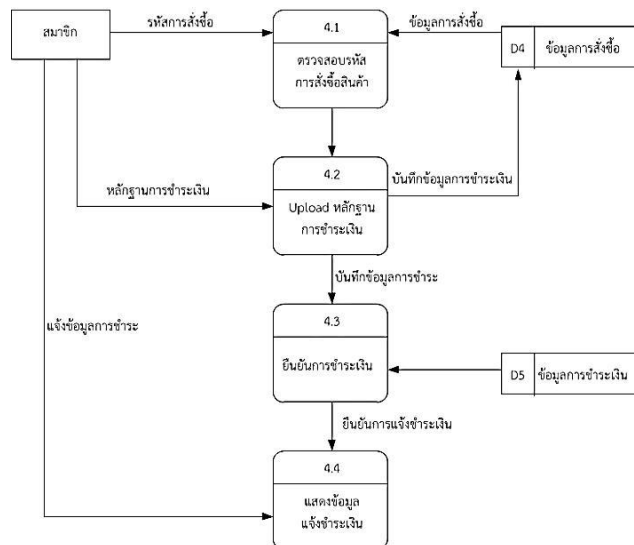 สมาชิก
รหัสการสั่งซื้อ
4.1
ข้อมูลการสั่งซื้อ
D4
ข้อมูลการสั่งซื้อ
ตรวจสอบรหัส
การสั่งซื้อสินค้า
4.2
บันทึกข้อมูลการชำระเงิน
หลักฐานการชำระเงิน
Upload หลักฐาน
การชำระเงิน
บันทึกข้อมูลการชำระ
4.3
แจ้งข้อมูลการชำระ
ยืนยันการชำระเงิน
D5
ข้อมูลการชำระเงิน
ยืนยันการแจ้งชำระเงิน
4.4
แสดงข้อมูล
แจ้งชำระเงิน